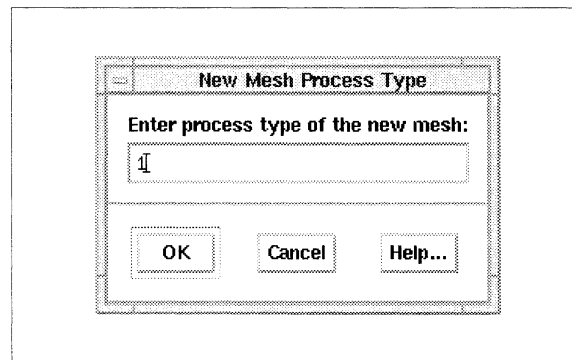 New Mesh Process Type
Enter process type of the new mesh:
1
OK Cancel Help...